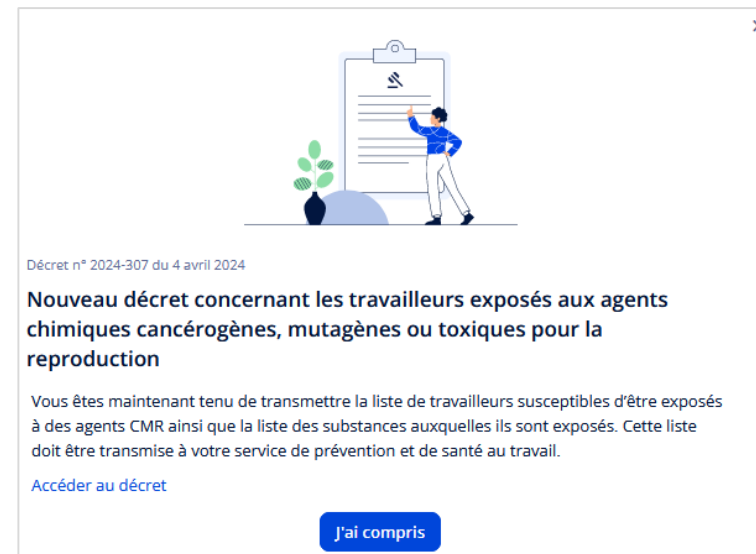 Décret n° 2024-307 du 4 avril 2024
Nouveau décret concernant les travailleurs exposés aux agents
chimiques cancérogènes, mutagènes ou toxiques pour la
reproduction
Vous êtes maintenant tenu de transmettre la liste de travailleurs susceptibles d’être exposés
à des agents CMR ainsi que la liste des substances auxquelles ils sont exposés. Cette liste
doit être transmise à votre service de prévention et de santé au travail.
Accéder au décret
J'ai compris